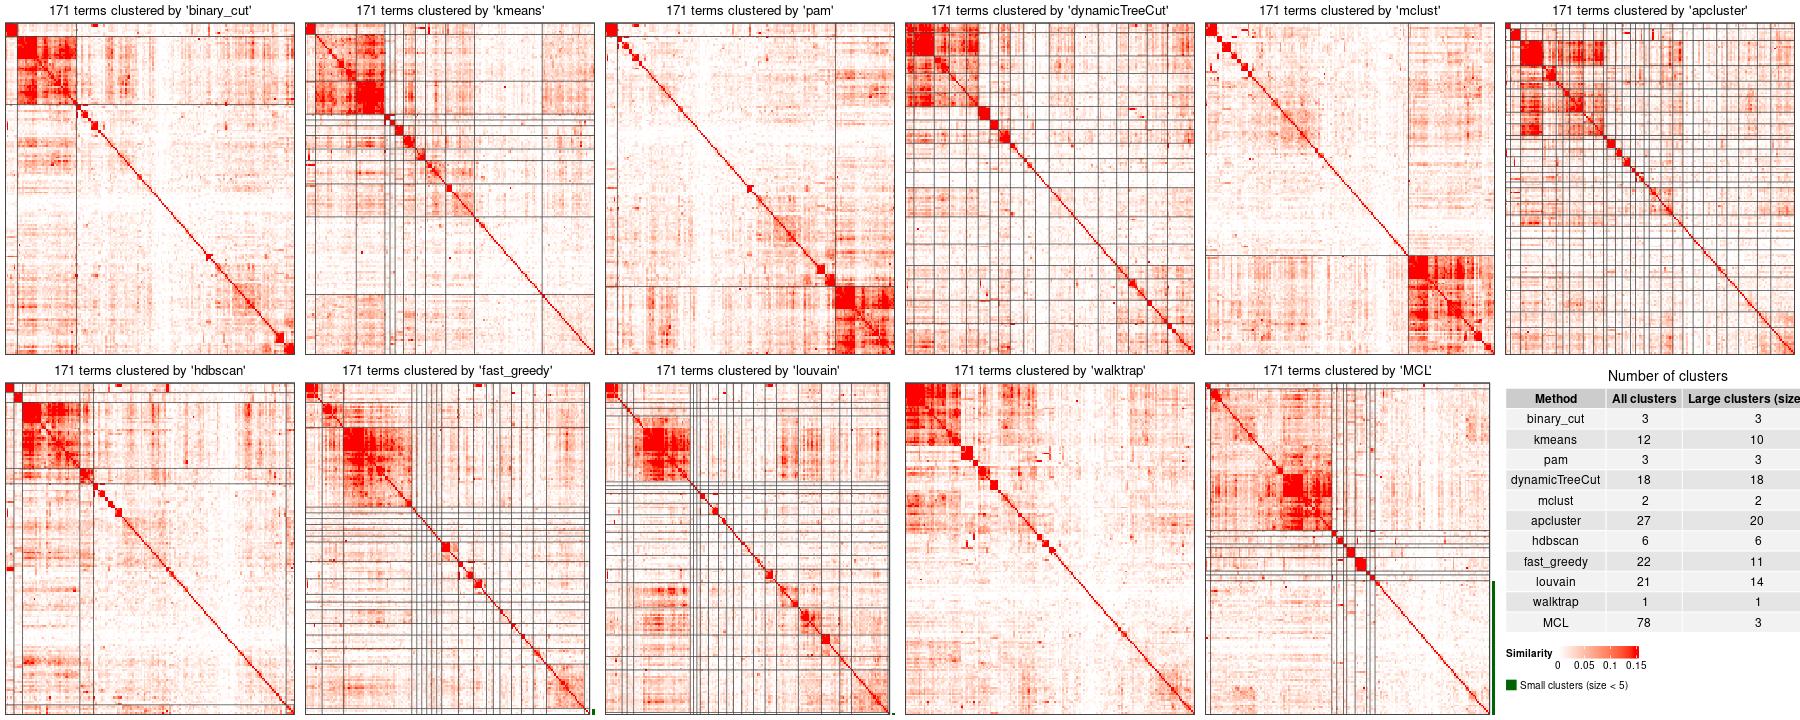 171 terms clustered by 'binary_cut'
171 terms clustered by 'kmeans'
171 terms clustered by 'pam'
171 terms clustered by 'dynamicTreeCut'
171 terms clustered by 'mclust'
171 terms clustered by 'apcluster'
171 terms clustered by 'hdbscan'
171 terms clustered by 'fast_greedy'
171 terms clustered by 'louvain'
171 terms clustered by 'walktrap'
171 terms clustered by 'MCL'
Number of clusters
Method All clusters Large clusters (size
binary_cut 3 3
kmeans 12 10
pam 3 3
dynamicTreeCut 18 18
mclust 2 2
apcluster 27 20
hdbscan 6 6
fast_greedy 22 11
louvain 21 14
walktrap 1 1
MCL 78 3
Similarity
0 0.05 0.1 0.15
Small clusters (size < 5)